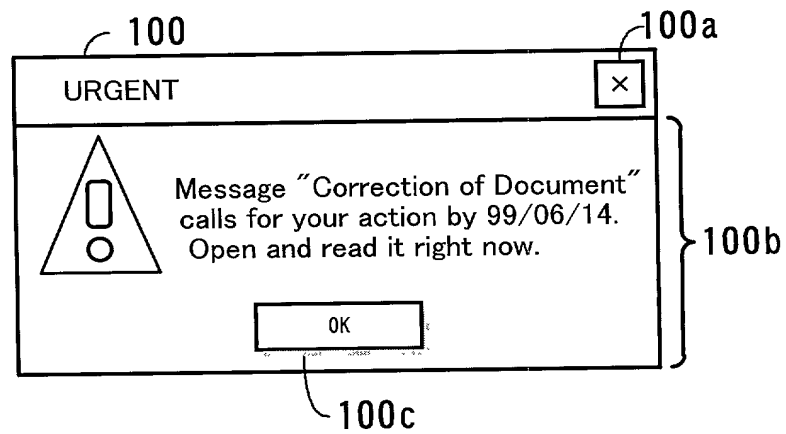 100
100a
URGENT
×
Message "Correction of Document"
calls for your action by 99/06/14.
Open and read it right now.
100b
OK
100c